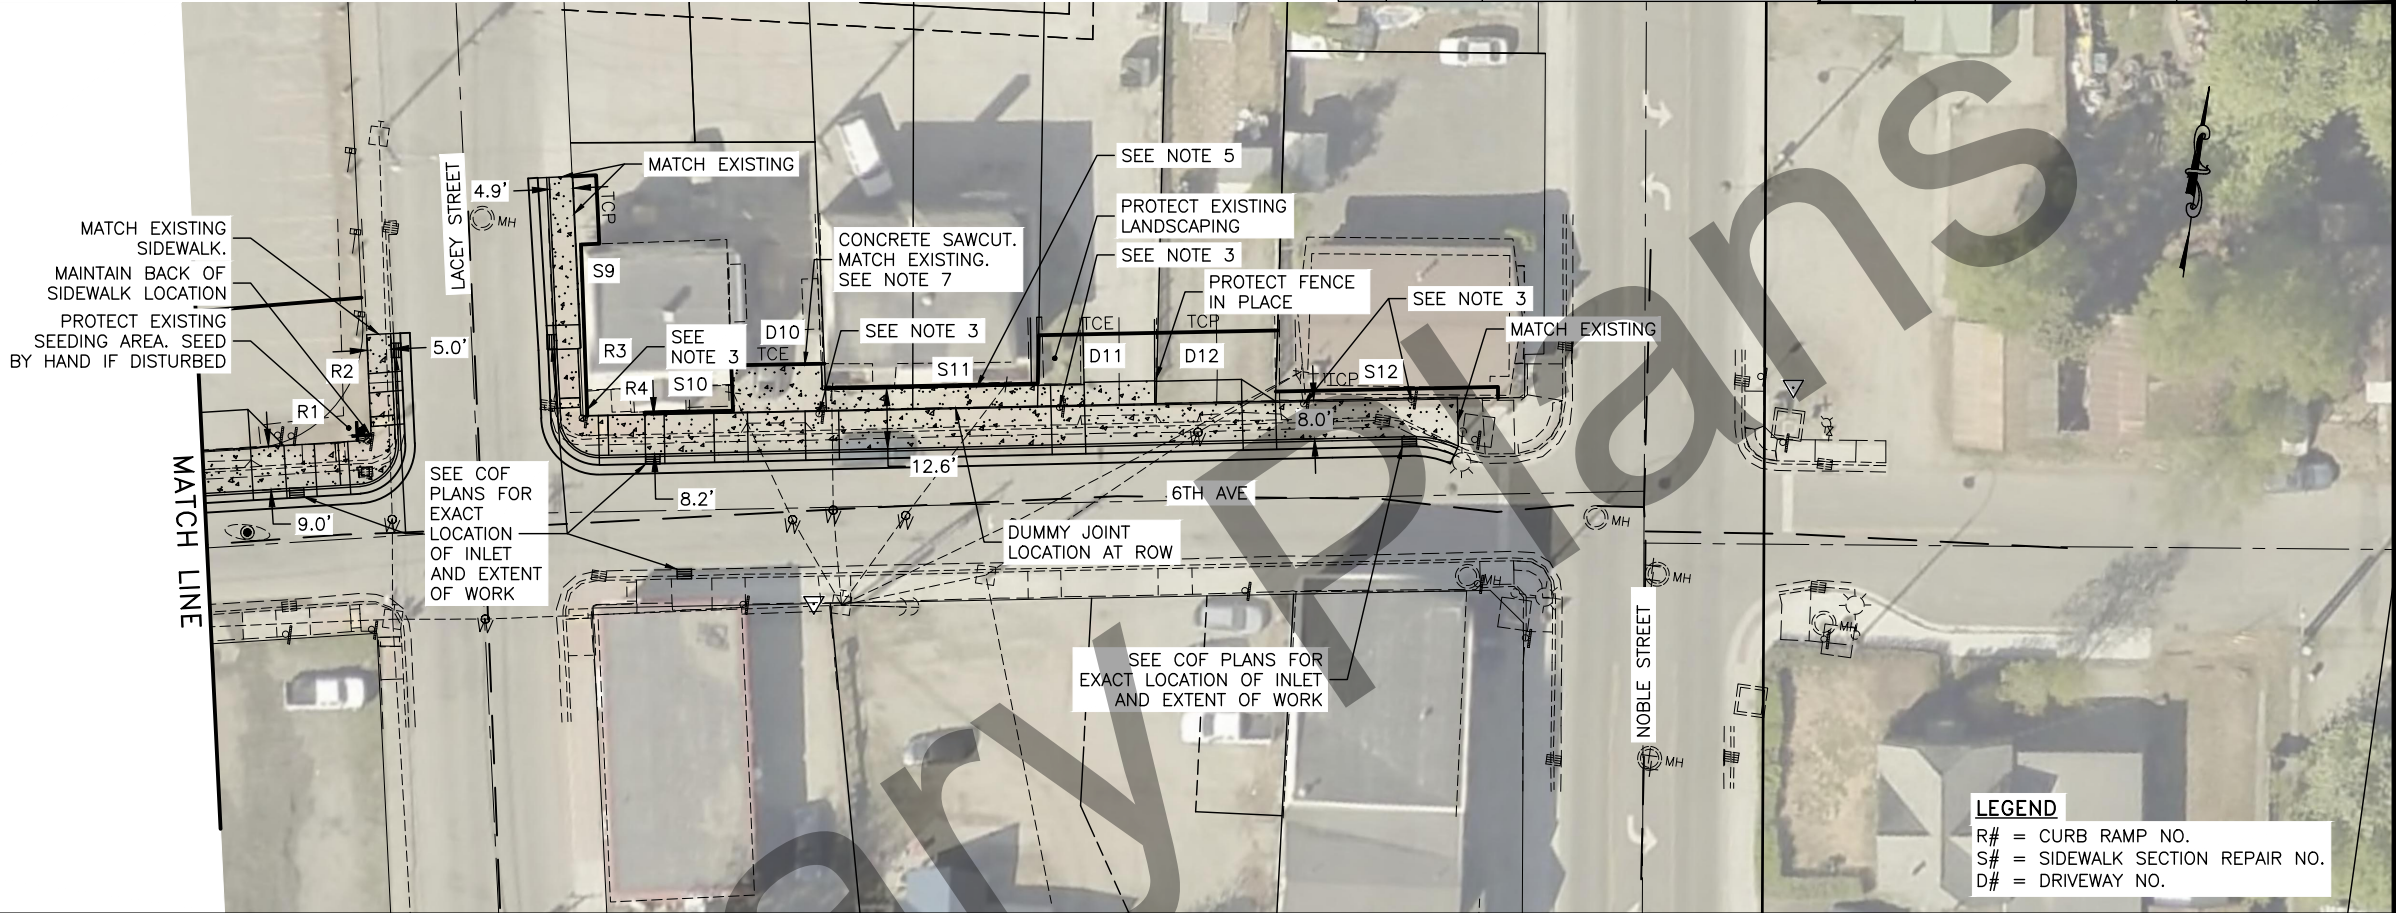 MATCH EXISTING
SIDEWALK.
MAINTAIN BACK OF
SIDEWALK LOCATION
PROTECT EXISTING
SEEDING AREA. SEED
BY HAND IF DISTURBED
R2
R1
9.0'
MATCH LINE
5.0'
LACEY STREET
MH
4.9'
MATCH EXISTING
TCP
S9
R3
SEE
NOTE 3
R4
S10
D10
TCE
CONCRETE SAWCUT.
MATCH EXISTING.
SEE NOTE 7
SEE NOTE 3
S11
SEE NOTE 5
PROTECT EXISTING
LANDSCAPING
SEE NOTE 3
TCE
TCP
D11
D12
PROTECT FENCE
IN PLACE
SEE NOTE 3
MATCH EXISTING
TCP
S12
8.0'
12.6'
8.2'
SEE COF
PLANS FOR
EXACT
LOCATION
OF INLET
AND EXTENT
OF WORK
6TH AVE
DUMMY JOINT
LOCATION AT ROW
SEE COF PLANS FOR
EXACT LOCATION OF INLET
AND EXTENT OF WORK
MH
MH
MH
MH
MH
NOBLE STREET
ary Plans
LEGEND
R# = CURB RAMP NO.
S# = SIDEWALK SECTION REPAIR NO.
D# = DRIVEWAY NO.